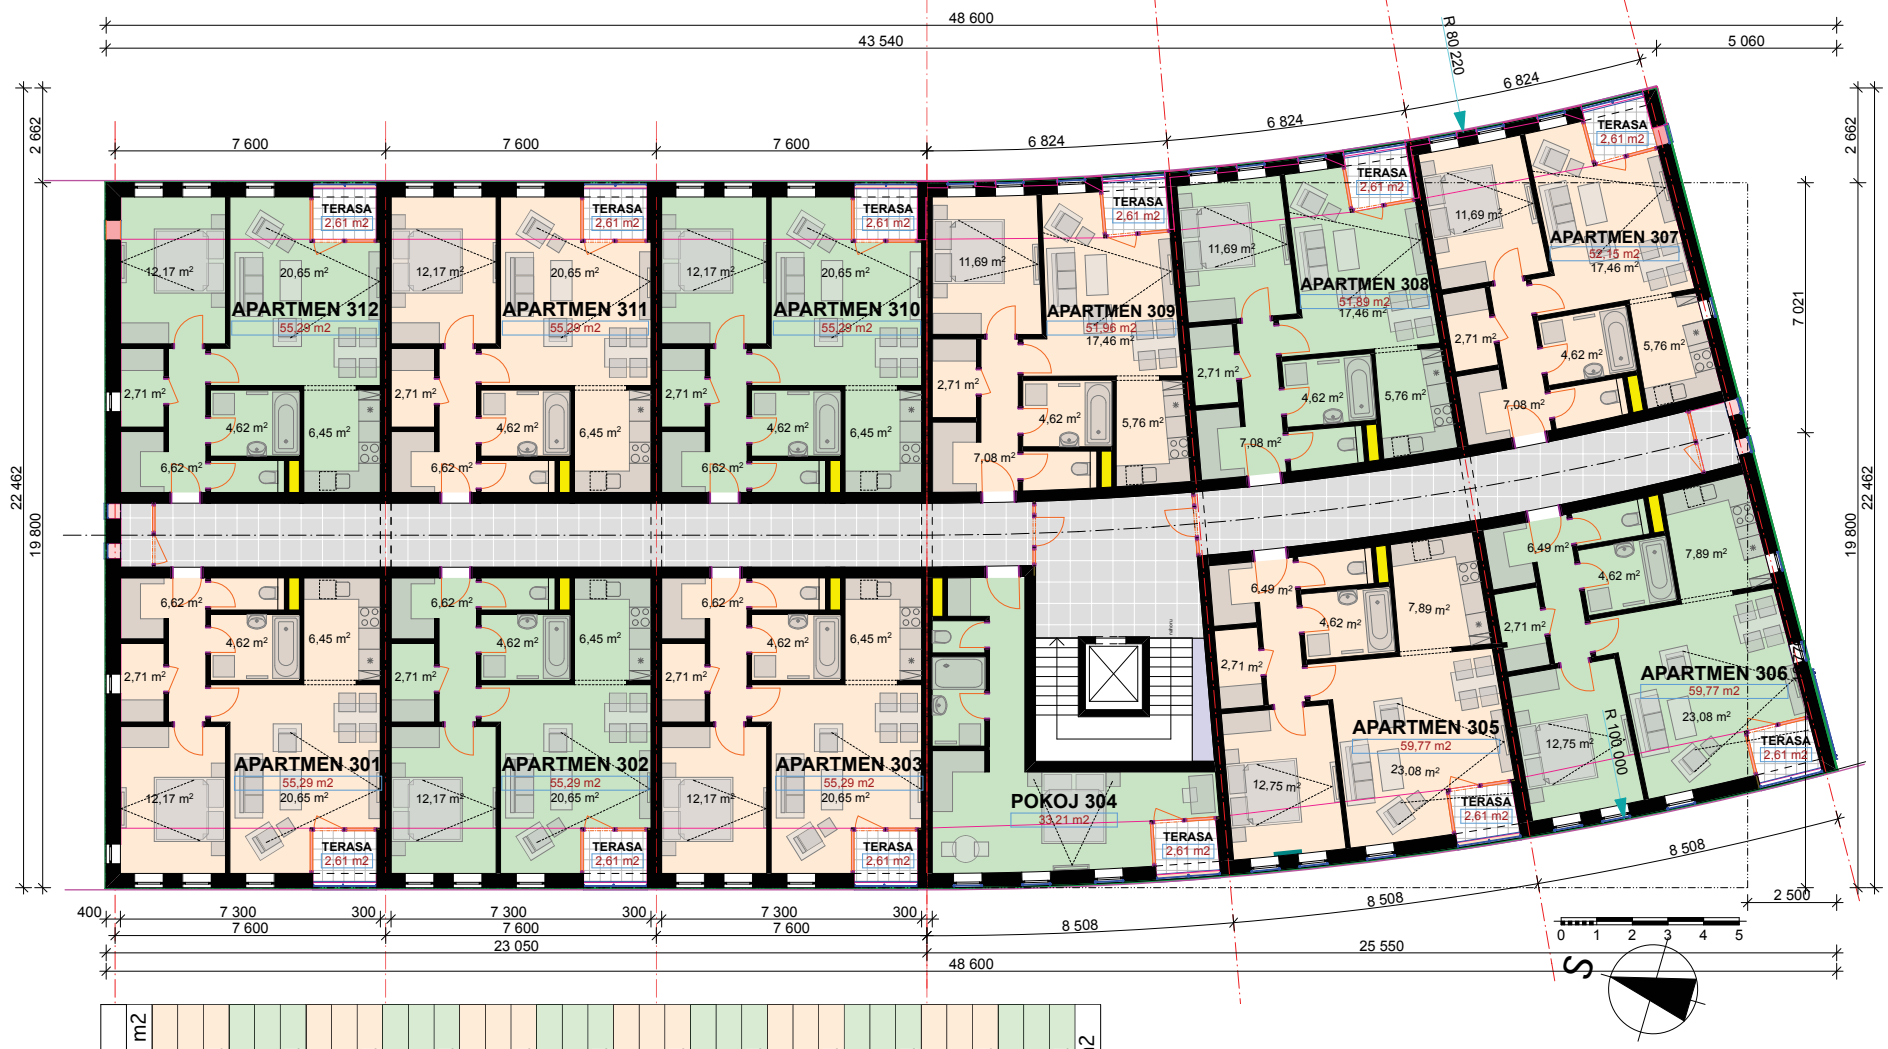 48 600
43 540
5 060
R 80 220
6 824
6 824
6 824
7 600
7 600
7 600
2 662
2 662
22 462
19 800
7 021
22 462
19 800
TERASA
2,61 m2
12,17 m²
20,65 m²
APARTMEN 312
55,29 m2
2,71 m²
4,62 m²
6,45 m²
6,62 m²
TERASA
2,61 m2
12,17 m²
20,65 m²
APARTMEN 311
55,29 m2
2,71 m²
4,62 m²
6,45 m²
6,62 m²
TERASA
2,61 m2
12,17 m²
20,65 m²
APARTMEN 310
55,29 m2
2,71 m²
4,62 m²
6,45 m²
6,62 m²
TERASA
2,61 m2
11,69 m²
APARTMEN 309
51,96 m2
17,46 m²
2,71 m²
4,62 m²
5,76 m²
7,08 m²
TERASA
2,61 m2
11,69 m²
APARTMEN 308
51,89 m2
17,46 m²
2,71 m²
4,62 m²
5,76 m²
7,08 m²
TERASA
2,61 m2
11,69 m²
APARTMEN 307
52,15 m2
17,46 m²
2,71 m²
4,62 m²
5,76 m²
7,08 m²
6,62 m²
4,62 m²
6,45 m²
2,71 m²
APARTMEN 301
55,29 m2
12,17 m²
20,65 m²
TERASA
2,61 m2
6,62 m²
4,62 m²
6,45 m²
2,71 m²
APARTMEN 302
55,29 m2
12,17 m²
20,65 m²
TERASA
2,61 m2
6,62 m²
4,62 m²
6,45 m²
2,71 m²
APARTMEN 303
55,29 m2
12,17 m²
20,65 m²
TERASA
2,61 m2
POKOJ 304
33,21 m2
TERASA
2,61 m2
6,49 m²
4,62 m²
7,89 m²
2,71 m²
APARTMEN 305
59,77 m2
12,75 m²
23,08 m²
TERASA
2,61 m2
6,49 m²
4,62 m²
7,89 m²
2,71 m²
APARTMEN 306
59,77 m2
12,75 m²
23,08 m²
R 100 000
TERASA
2,61 m2
400
7 300
300
7 300
300
7 300
300
7 600
7 600
7 600
8 508
8 508
8 508
2 500
23 050
25 550
48 600
0 1 2 3 4 5
S
m2